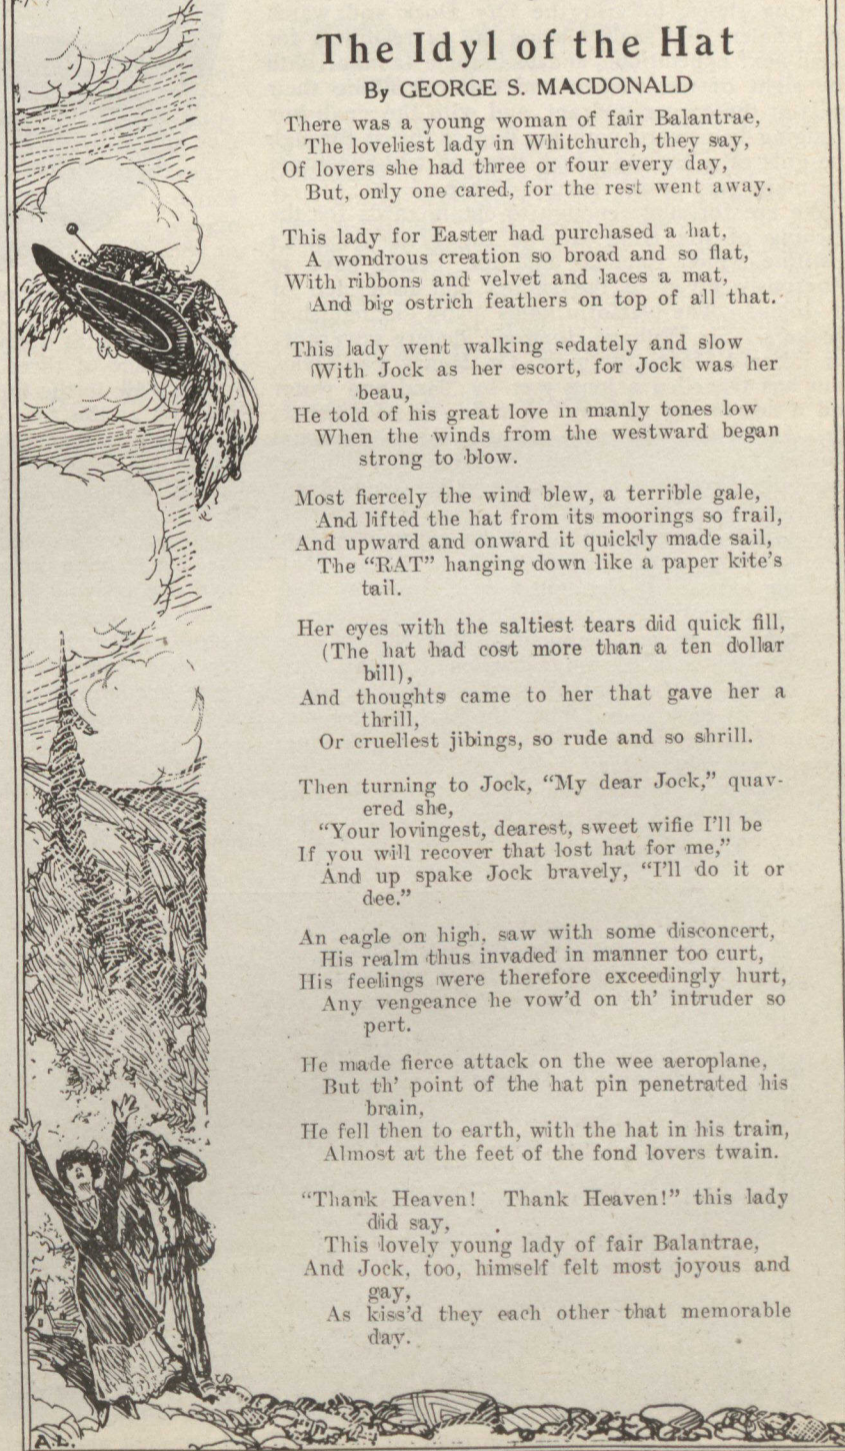 The Idyl of the Hat
By GEORGE S. MACDONALD
There was a young woman of fair Balantrae,
The loveliest lady in Whitchurch, they say,
Of lovers she had three or four every day,
But, only one cared, for the rest went away.
This lady for Easter had purchased a hat,
A wondrous creation so broad and so flat,
With ribbons and velvet and laces a mat,
And big ostrich feathers on top of all that.
This lady went walking sedately and slow
With Jock as her escort, for Jock was her
beau,
He told of his great love in manly tones low
When the winds from the westward began
strong to blow.
Most fiercely the wind blew, a terrible gale,
And lifted the hat from its moorings so frail,
And upward and onward it quickly made sail,
The “RAT” hanging down like a paper kite’s
tail.
Her eyes with the saltiest tears did quick fill,
(The hat had cost more than a ten dollar
bill),
And thoughts came to her that gave her a
thrill,
Or cruellest jibings, so rude and so shrill.
Then turning to Jock, “My dear Jock,” quav-
ered she,
“Your lovingest, dearest, sweet wifie I’ll be
If you will recover that lost hat for me,”
And up spake Jock bravely, “I’ll do it or
dee.”
An eagle on high, saw with some disconcert,
His realm thus invaded in manner too curt,
His feelings were therefore exceedingly hurt,
Any vengeance he vow’d on th’ intruder so
pert.
He made fierce attack on the wee aeroplane,
But th’ point of the hat pin penetrated his
brain,
He fell then to earth, with the hat in his train,
Almost at the feet of the fond lovers twain.
“Thank Heaven! Thank Heaven!” this lady
did say,
This lovely young lady of fair Balantrae,
And Jock, too, himself felt most joyous and
gay,
As kiss’d they each other that memorable
day.
A.L.